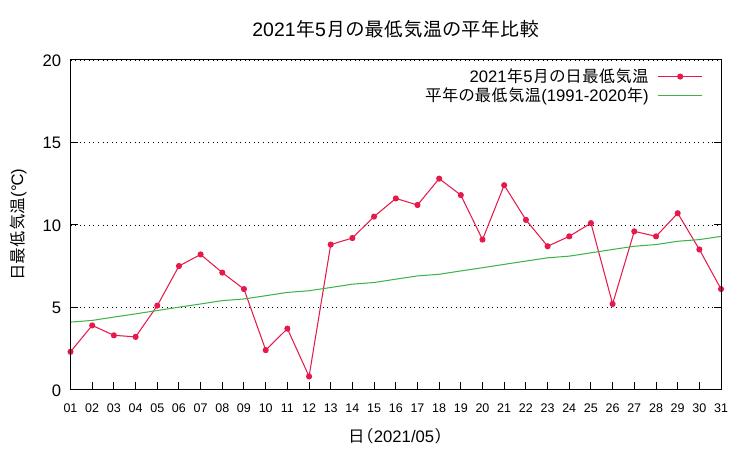 2021年5月の最低気温の平年比較
2021年5月の日最低気温
平年の最低気温(1991-2020年)
日最低気温(℃)
20
15
10
5
0
01 02 03 04 05 06 07 08 09 10 11 12 13 14 15 16 17 18 19 20 21 22 23 24 25 26 27 28 29 30 31
日(2021/05)